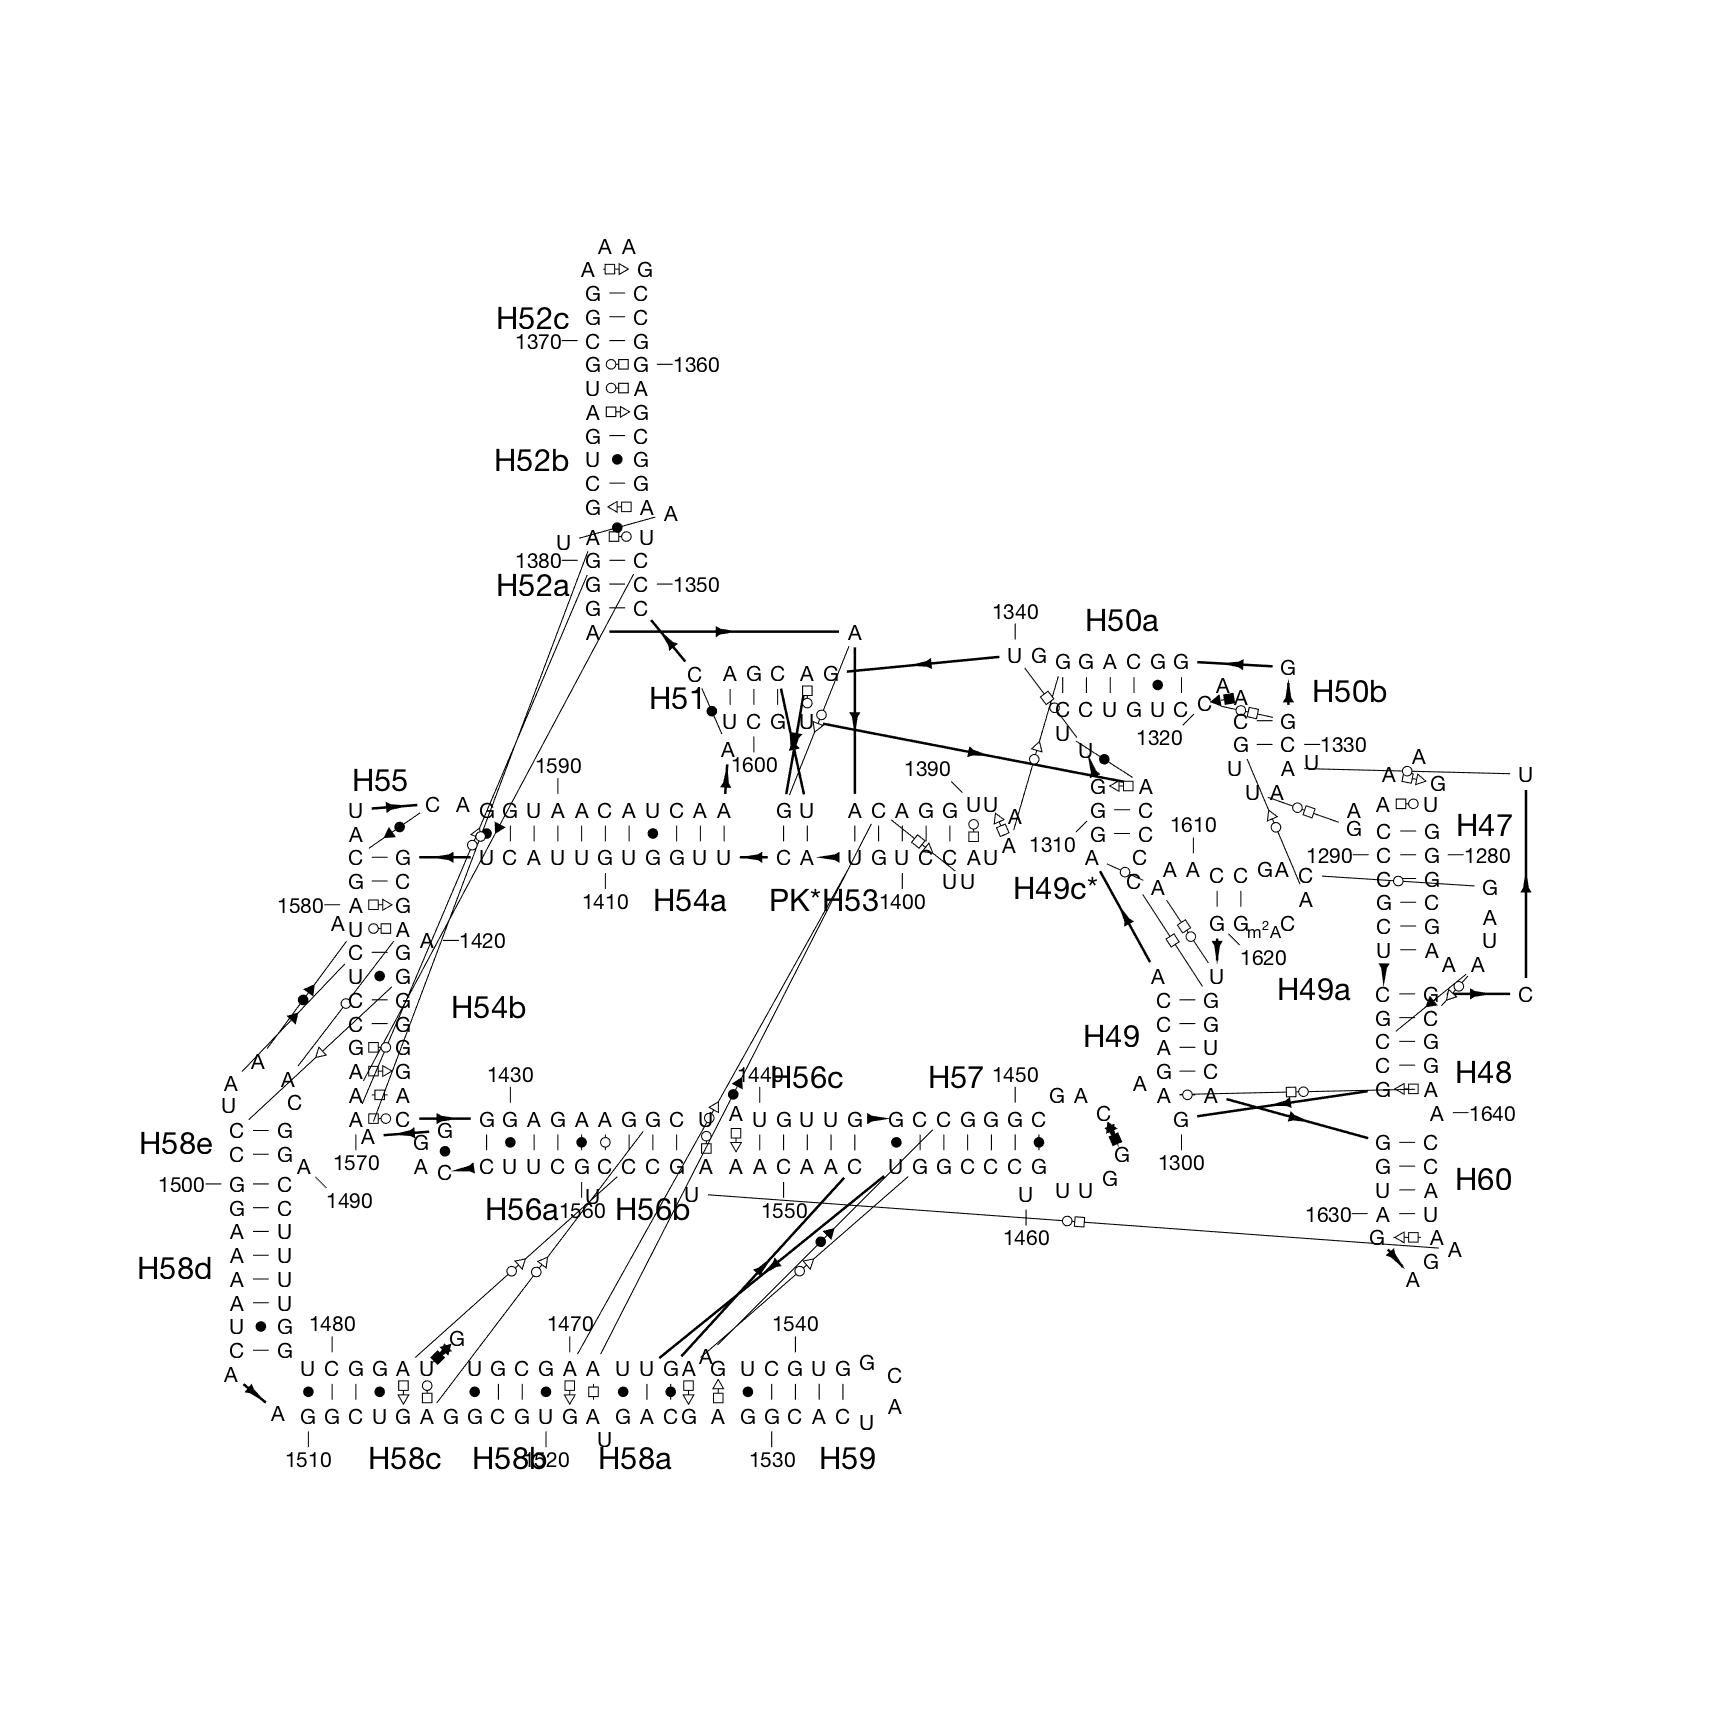 A A
A G
G C
H52c G C
1370 C G
G G 1360
U A
A G
G C
H52b U G
C G
G A A
U A U
1380 G C
H52a G C 1350
G C
1340 H50a
A A
U G G G A C G G G
C A G C A G
H51 A A H50b
C C U G U C C
U C G U C G
1320
U
G C 1330
A U
1600 U A U
H55 1590 1390 G A A G
U A
U C A G G U A A C A U C A A G U A C A G G U U A A U
A G C
1610 C G H47
A G
1310 G C
C G U C A U U G U G G U U C A U G U C C A U A A C 1290 C G 1280
U U
G C H49c* C A A A C C G A C C G G
1580 A G 1410 H54a PK*H53 1400 A G C
A U A A 1420 G G m²A C C G A
C G 1620 U
U A A A
U G A U H49a
C G H54b C G C G C
C G C G G C
G G H49 A U C G
A G G C G A H48
A A A A A
A A C 1430 1440 H56c H57 1450 G A A 1640
U G G A G A A G G C U A U G U U G G C C G G G C C G
H58e C G A G G C
1570 A G 1300 G C
G A C C U U C G C C C G A A A C A A C U G G C C C G
1500 G C A U A H60
1490 H56a 1560 U H56b U 1550 U U U G
G C 1460 U U
1630 A
A U G A A
H58d A U G
A U A
A U
U G 1480 1470 1540
C G G
A U C G G A U U G C G A A U U G A A G U C G U G G C
A G G C U G A G G C G U G A G A C G A G G C A C U A
1510 H58c H58b 1520 U H58a 1530 H59